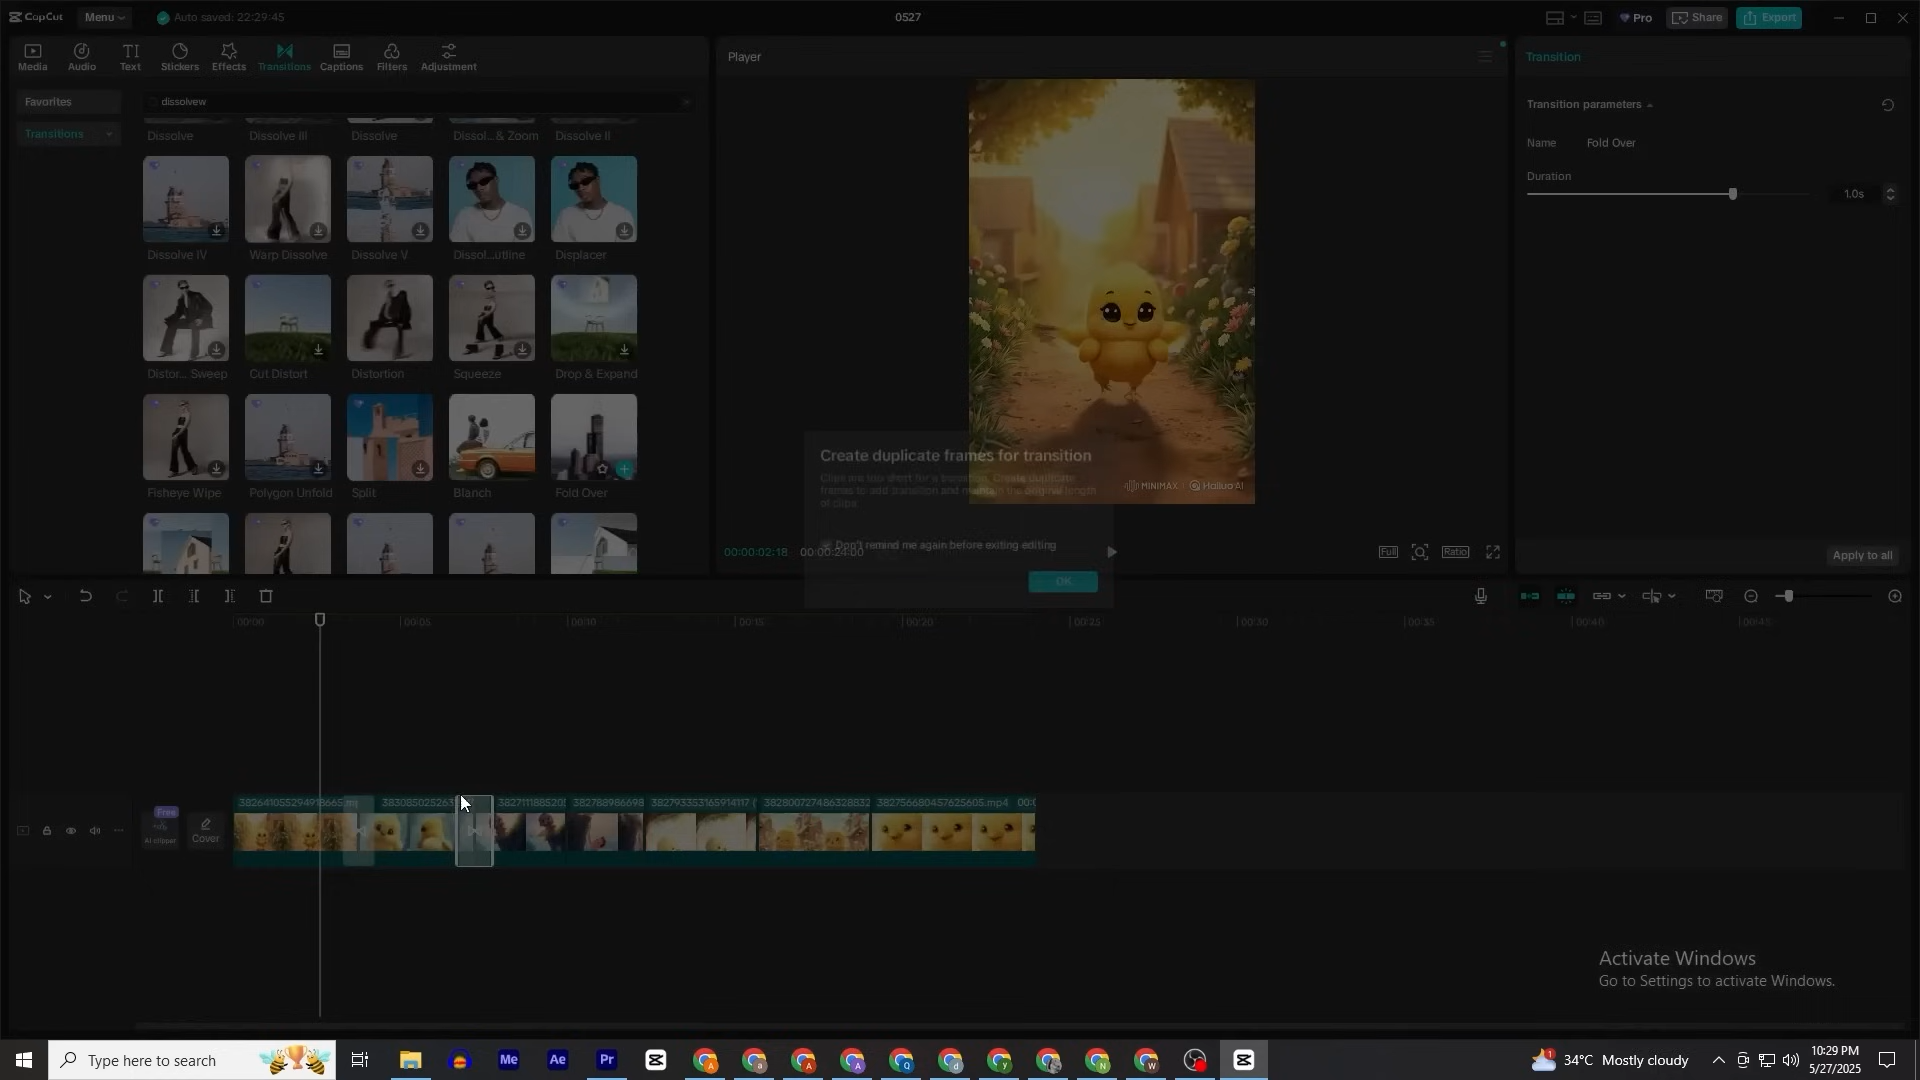 CapCut
Menu
Auto saved: 22:29:45
0527
Pro
Share
Export
Media
Audio
Text
Stickers
Effects
Transitions
Captions
Filters
Adjustment
Player
Transition
Favorites
dissolvew
Transitions
Transition parameters
Name Fold Over
Duration
1.0s
Dissolve
Dissolve III
Dissolve
Dissol... & Zoom
Dissolve II
Dissolve IV
Warp Dissolve
Dissolve V
Dissol...utline
Displacer
Distor... Sweep
Cut Distort
Distortion
Squeeze
Drop & Expand
Fisheye Wipe
Polygon Unfold
Split
Blanch
Fold Over
Create duplicate frames for transition
Clips are too short for a transition. Create duplicate
frames to add transition and maintain the original length
of clips.
Don't remind me again before exiting editing
OK
MINIMAX | Hailuo AI
00:00:02:18
00:00:24:00
Full
Ratio
Apply to all
00:00
00:05
00:10
00:15
00:20
00:25
00:30
00:35
00:40
00:45
Free
AI clipper
Cover
382641055294918665.mp
383085025263
3827111885205
382788986698
382793353165914117 (
382800727486328832
382756680457625605.mp4
00:0
Activate Windows
Go to Settings to activate Windows.
Type here to search
Me
Ae
Pr
34°C Mostly cloudy
10:29 PM
5/27/2025